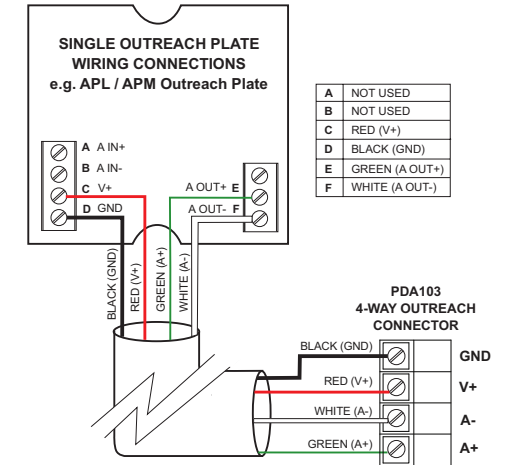 SINGLE OUTREACH PLATE
WIRING CONNECTIONS
e.g. APL / APM Outreach Plate
A A IN+
B A IN-
C V+
D GND
A OUT+ E
A OUT- F
A NOT USED
B NOT USED
C RED (V+)
D BLACK (GND)
E GREEN (A OUT+)
F WHITE (A OUT-)
BLACK (GND)
RED (V+)
GREEN (A+)
WHITE (A-)
PDA103
4-WAY OUTREACH
CONNECTOR
BLACK (GND) GND
RED (V+) V+
WHITE (A-) A-
GREEN (A+) A+